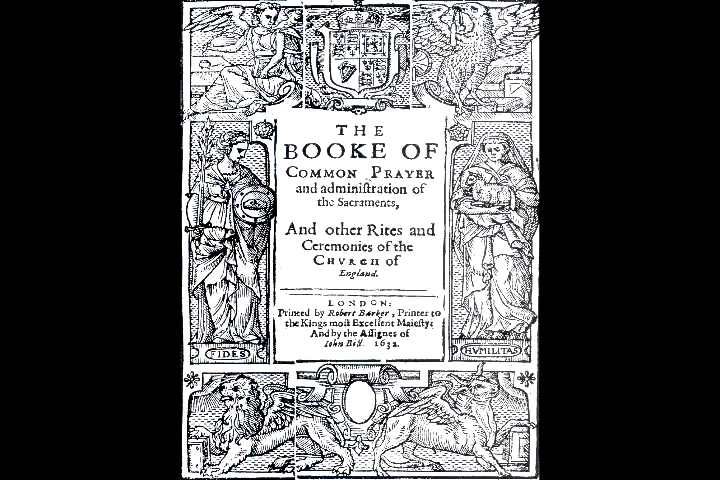 THE
BOOKE OF
COMMON PRAYER
and adminiſtration of
the Sacraments,
And other Rites and
Ceremonies of the
CHVRCH of
England.
LONDON:
Printed by Robert Barker, Printer to
the Kings moſt Excellent Maieſty:
And by the Aſſignes of
Iohn Bill. 1632.
FIDES
HVMILITAS